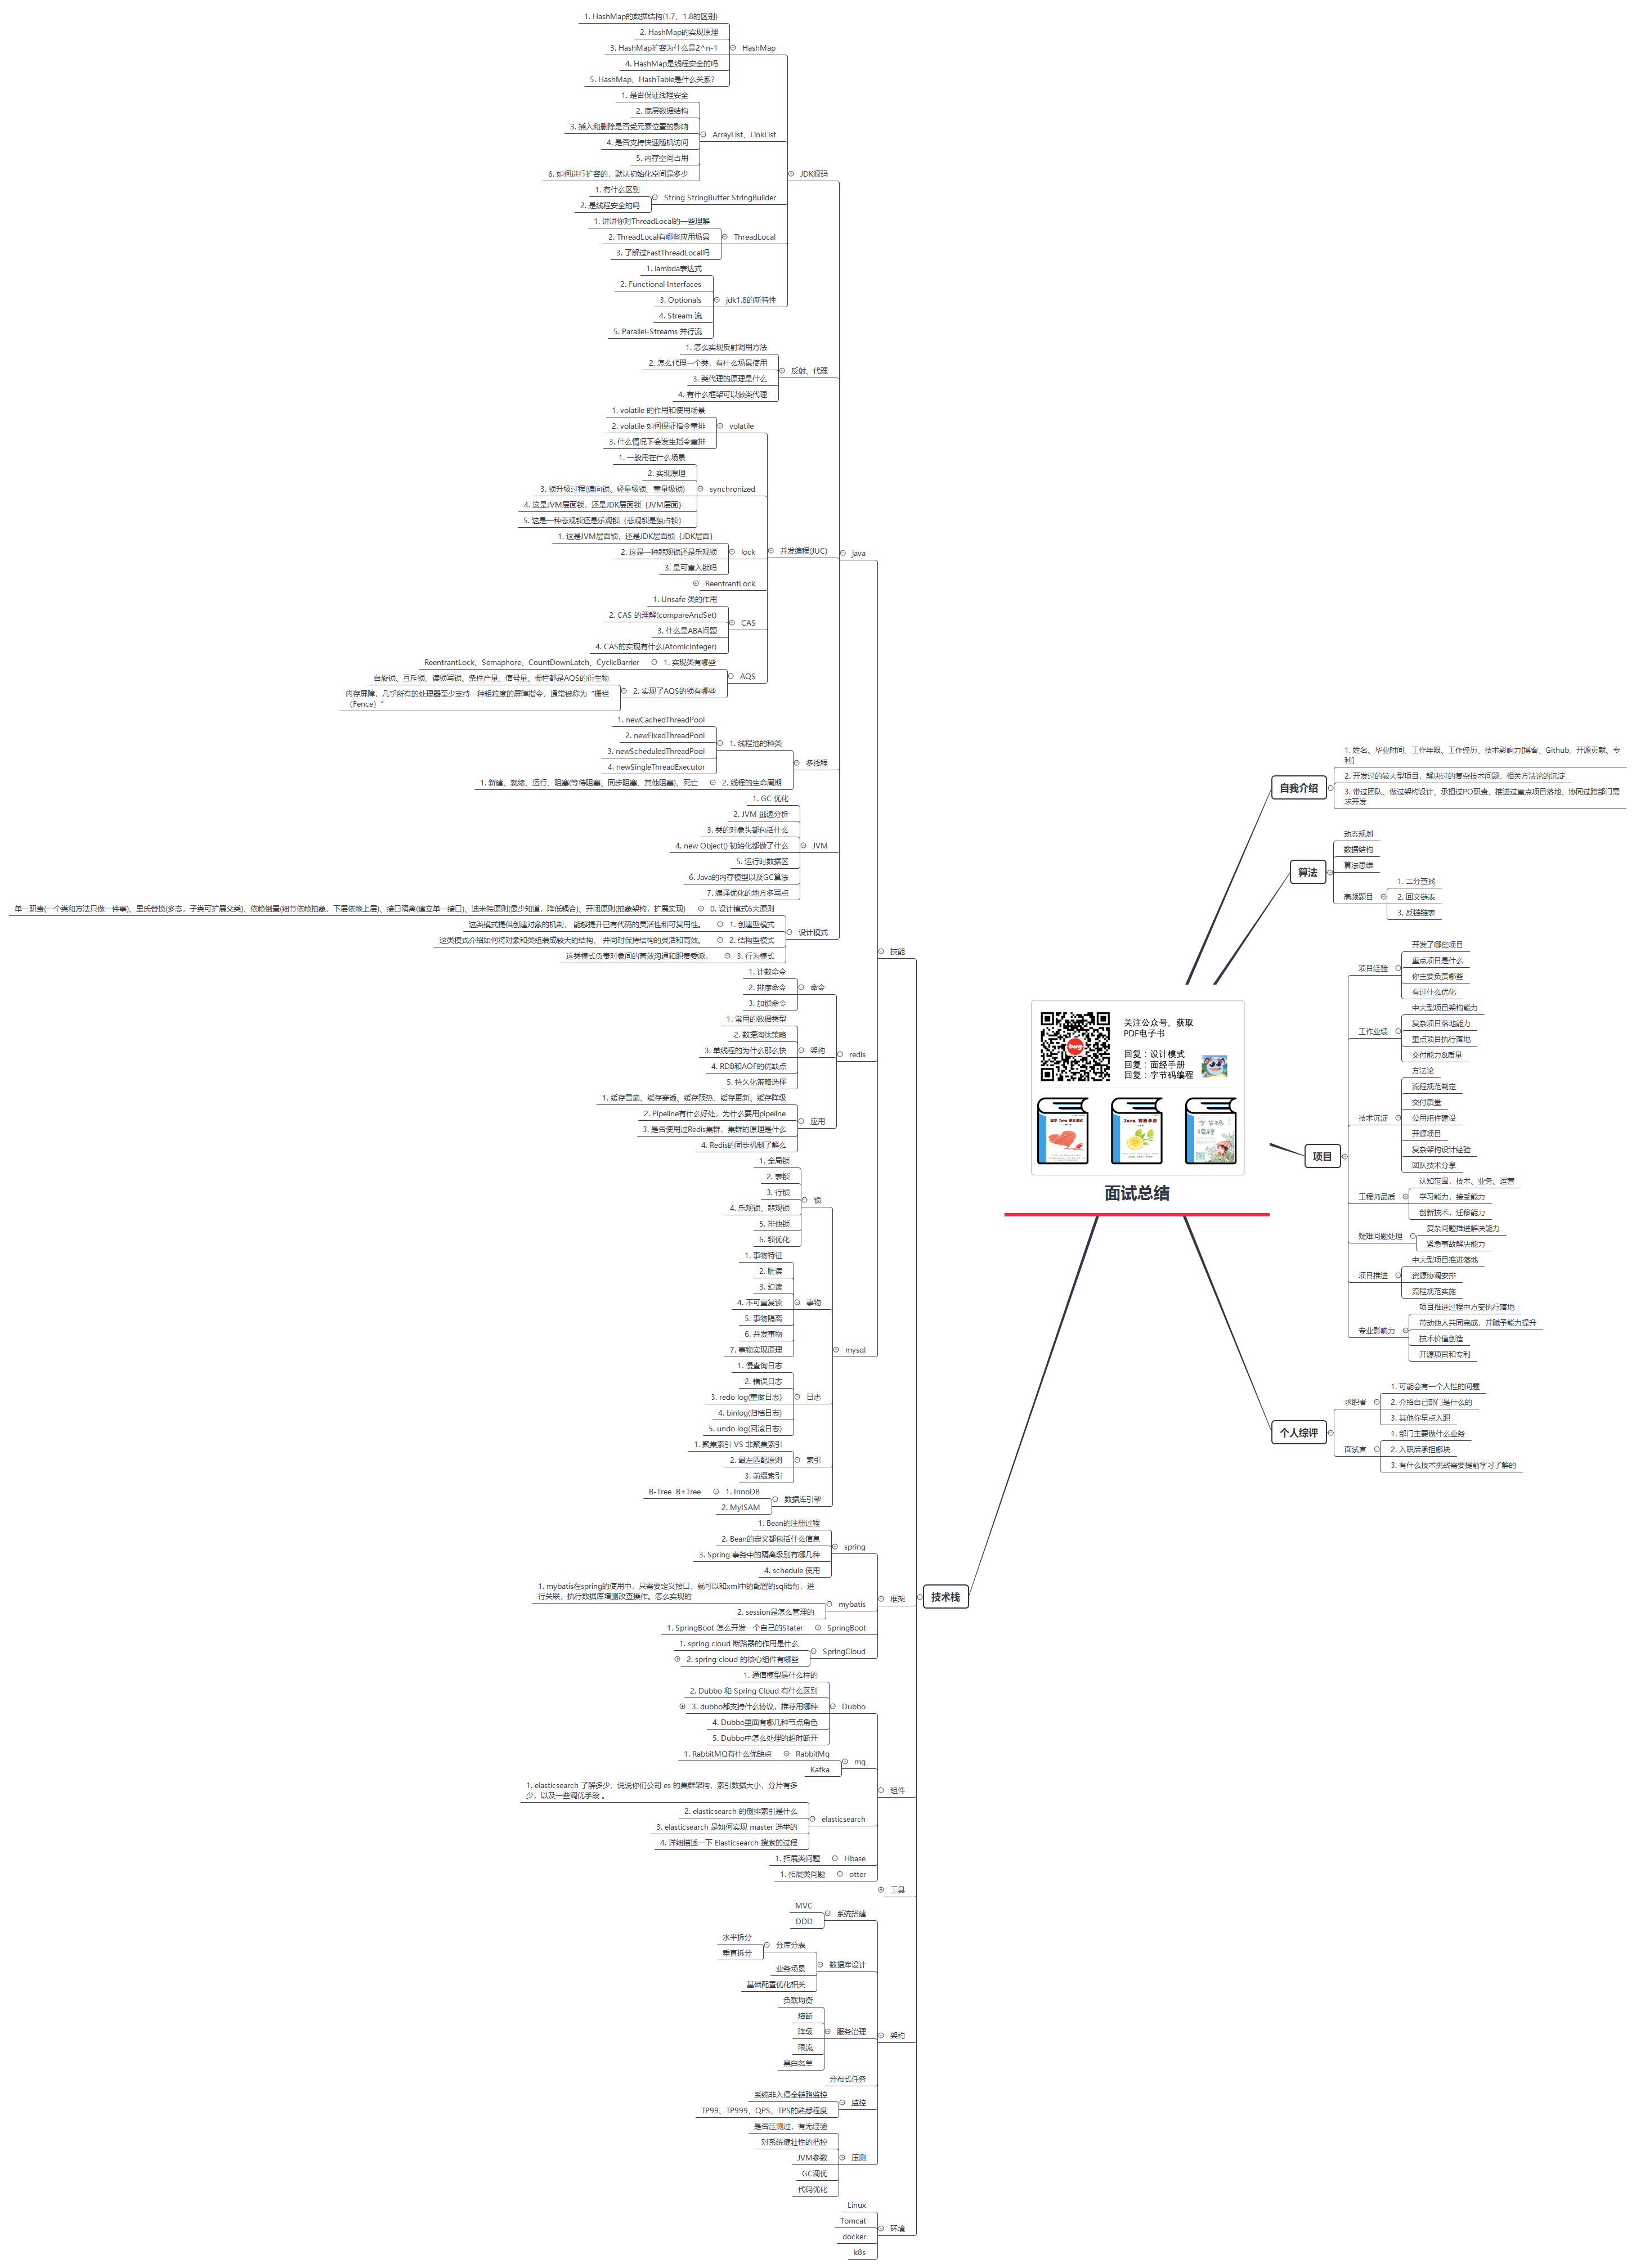 1. HashMap的数据结构(1.7、1.8的区别)
2. HashMap的实现原理
3. HashMap扩容为什么是2^n-1
4. HashMap是线程安全的吗
5. HashMap、HashTable是什么关系?
HashMap
1. 是否保证线程安全
2. 底层数据结构
3. 插入和删除是否受元素位置的影响
4. 是否支持快速随机访问
5. 内存空间占用
6. 如何进行扩容的，默认初始化空间是多少
ArrayList、LinkList
1. 有什么区别
2. 是线程安全的吗
String StringBuffer StringBuilder
1. 讲讲你对ThreadLocal的一些理解
2. ThreadLocal有哪些应用场景
3. 了解过FastThreadLocal吗
ThreadLocal
1. lambda表达式
2. Functional Interfaces
3. Optionals
4. Stream 流
5. Parallel-Streams 并行流
jdk1.8的新特性
JDK源码
1. 怎么实现反射调用方法
2. 怎么代理一个类，有什么场景使用
3. 类代理的原理是什么
4. 有什么框架可以做类代理
反射、代理
1. volatile 的作用和使用场景
2. volatile 如何保证指令重排
3. 什么情况下会发生指令重排
volatile
1. 一般用在什么场景
2. 实现原理
3. 锁升级过程(偏向锁、轻量级锁、重量级锁)
4. 这是JVM层面锁，还是JDK层面锁｛JVM层面｝
5. 这是一种悲观锁还是乐观锁｛悲观锁是独占锁｝
synchronized
1. 这是JVM层面锁，还是JDK层面锁｛JDK层面｝
2. 这是一种悲观锁还是乐观锁
3. 是可重入锁吗
lock
ReentrantLock
1. Unsafe 类的作用
2. CAS 的理解(compareAndSet)
3. 什么是ABA问题
4. CAS的实现有什么(AtomicInteger)
CAS
ReentrantLock、Semaphore、CountDownLatch、CyclicBarrier
1. 实现类有哪些
自旋锁、互斥锁、读锁写锁、条件产量、信号量、栅栏都是AQS的衍生物
内存屏障，几乎所有的处理器至少支持一种粗粒度的屏障指令，通常被称为“栅栏
（Fence）”
2. 实现了AQS的锁有哪些
AQS
并发编程(JUC)
java
1. newCachedThreadPool
2. newFixedThreadPool
3. newScheduledThreadPool
4. newSingleThreadExecutor
1. 线程池的种类
1. 新建、就绪、运行、阻塞(等待阻塞、同步阻塞、其他阻塞)、死亡
2. 线程的生命周期
多线程
1. GC 优化
2. JVM 逃逸分析
3. 类的对象头都包括什么
4. new Object() 初始化都做了什么
5. 运行时数据区
6. Java的内存模型以及GC算法
7. 编译优化的地方多写点
JVM
单一职责(一个类和方法只做一件事)、里氏替换(多态，子类可扩展父类)、依赖倒置(细节依赖抽象，下层依赖上层)、接口隔离(建立单一接口)、迪米特原则(最少知道，降低耦合)、开闭原则(抽象架构，扩展实现)
0. 设计模式6大原则
这类模式提供创建对象的机制， 能够提升已有代码的灵活性和可复用性。
1. 创建型模式
这类模式介绍如何将对象和类组装成较大的结构， 并同时保持结构的灵活和高效。
2. 结构型模式
这类模式负责对象间的高效沟通和职责委派。
3. 行为模式
设计模式
技能
1. 计数命令
2. 排序命令
3. 加锁命令
命令
1. 常用的数据类型
2. 数据淘汰策略
3. 单线程的为什么那么快
4. RDB和AOF的优缺点
5. 持久化策略选择
架构
redis
1. 缓存雪崩、缓存穿透、缓存预热、缓存更新、缓存降级
2. Pipeline有什么好处，为什么要用pipeline
3. 是否使用过Redis集群，集群的原理是什么
4. Redis的同步机制了解么
应用
1. 全局锁
2. 表锁
3. 行锁
4. 乐观锁、悲观锁
5. 排他锁
6. 锁优化
锁
1. 事物特征
2. 脏读
3. 幻读
4. 不可重复读
5. 事物隔离
6. 并发事物
7. 事物实现原理
事物
mysql
1. 慢查询日志
2. 错误日志
3. redo log(重做日志)
4. binlog(归档日志)
5. undo log(回滚日志)
日志
1. 聚集索引 VS 非聚集索引
2. 最左匹配原则
3. 前缀索引
索引
B-Tree B+Tree
1. InnoDB
2. MyISAM
数据库引擎
1. Bean的注册过程
2. Bean的定义都包括什么信息
3. Spring 事务中的隔离级别有哪几种
4. schedule 使用
spring
1. mybatis在spring的使用中，只需要定义接口，就可以和xml中的配置的sql语句，进
行关联，执行数据库增删改查操作。怎么实现的
2. session是怎么管理的
mybatis
框架
1. SpringBoot 怎么开发一个自己的Stater
SpringBoot
1. spring cloud 断路器的作用是什么
2. spring cloud 的核心组件有哪些
SpringCloud
1. 通信模型是什么样的
2. Dubbo 和 Spring Cloud 有什么区别
3. dubbo都支持什么协议，推荐用哪种
4. Dubbo里面有哪几种节点角色
5. Dubbo中怎么处理的超时断开
Dubbo
1. RabbitMQ有什么优缺点
RabbitMq
Kafka
mq
组件
1. elasticsearch 了解多少，说说你们公司 es 的集群架构，索引数据大小，分片有多
少，以及一些调优手段 。
2. elasticsearch 的倒排索引是什么
3. elasticsearch 是如何实现 master 选举的
4. 详细描述一下 Elasticsearch 搜索的过程
elasticsearch
1. 拓展类问题
Hbase
1. 拓展类问题
otter
工具
MVC
DDD
系统搭建
水平拆分
垂直拆分
分库分表
业务场景
基础配置优化相关
数据库设计
负载均衡
熔断
降级
限流
黑白名单
服务治理
架构
分布式任务
系统非入侵全链路监控
TP99、TP999、QPS、TPS的熟悉程度
监控
是否压测过，有无经验
对系统健壮性的把控
JVM参数
GC调优
代码优化
压测
Linux
Tomcat
docker
k8s
环境
技术栈
关注公众号，获取
PDF电子书
回复：设计模式
回复：面经手册
回复：字节码编程
bug
面试总结
自我介绍
1. 姓名、毕业时间、工作年限、工作经历、技术影响力[博客、Github、开源贡献、专
利]
2. 开发过的较大型项目，解决过的复杂技术问题，相关方法论的沉淀
3. 带过团队、做过架构设计、承担过PO职责、推进过重点项目落地、协同过跨部门需
求开发
算法
动态规划
数据结构
算法思维
高频题目
1. 二分查找
2. 回文链表
3. 反链链表
项目
项目经验
开发了哪些项目
重点项目是什么
你主要负责哪些
有过什么优化
工作业绩
中大型项目架构能力
复杂项目落地能力
重点项目执行落地
交付能力&质量
技术沉淀
方法论
流程规范制定
交付质量
公用组件建设
开源项目
复杂架构设计经验
团队技术分享
工程师品质
认知范围，技术、业务、运营
学习能力，接受能力
创新技术，迁移能力
疑难问题处理
复杂问题推进解决能力
紧急事故解决能力
项目推进
中大型项目推进落地
资源协调安排
流程规范实施
专业影响力
项目推进过程中方案执行落地
带动他人共同完成，并赋予能力提升
技术价值创造
开源项目和专利
个人综评
求职者
1. 可能会有一个人性的问题
2. 介绍自己部门是什么的
3. 其他你早点入职
面试官
1. 部门主要做什么业务
2. 入职后承担哪块
3. 有什么技术挑战需要提前学习了解的